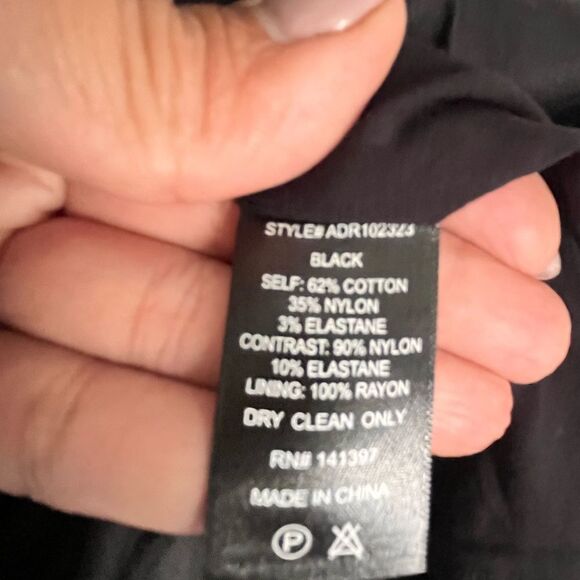 STYLE# ADR102323
BLACK
SELF: 62% COTTON
35% NYLON
3% ELASTANE
CONTRAST: 90% NYLON
10% ELASTANE
LINING: 100% RAYON
DRY CLEAN ONLY
RN# 141397
MADE IN CHINA
P